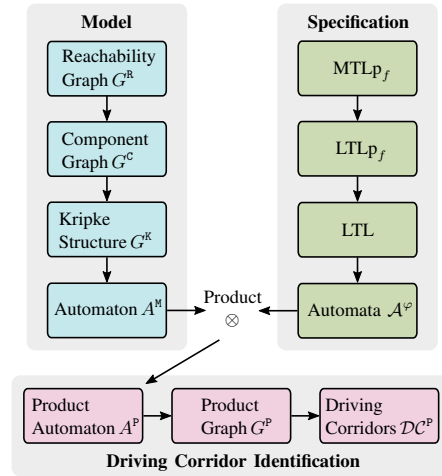 Model
Reachability
Graph G^R
Component
Graph G^C
Kripke
Structure G^K
Automaton A^M
Specification
MTLp_f
LTLp_f
LTL
Automata 𝒜^φ
Product
⊗
Product
Automaton A^P
Product
Graph G^P
Driving
Corridors 𝒟𝒞^P
Driving Corridor Identification